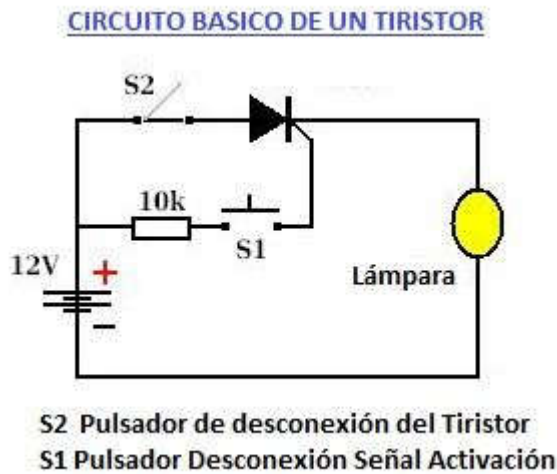 CIRCUITO BASICO DE UN TIRISTOR
S2
10k
S1
12V
+
Lámpara
−
S2 Pulsador de desconexión del Tiristor
S1 Pulsador Desconexión Señal Activación